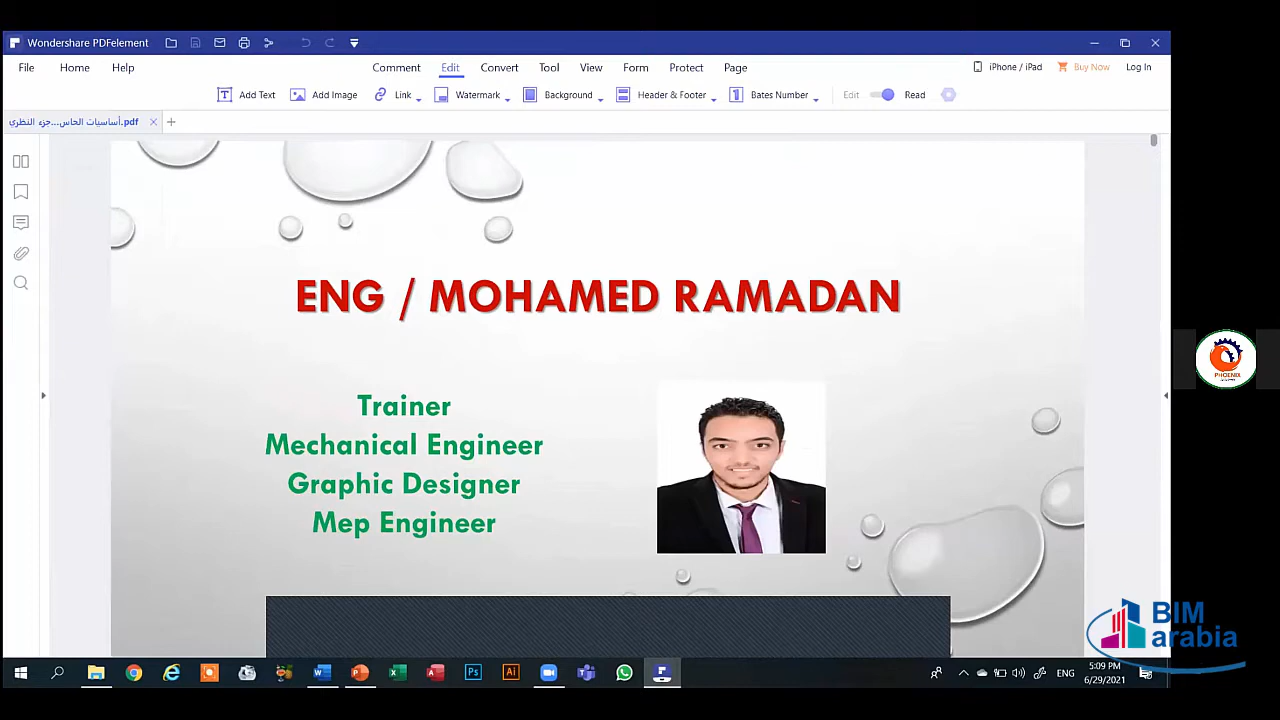 Wondershare PDFelement
File Home Help Comment Edit Convert Tool View Form Protect Page iPhone / iPad Buy Now Log In
Add Text Add Image Link Watermark Background Header & Footer Bates Number Edit Read
أساسيات الحاس...جزء النظري.pdf
ENG / MOHAMED RAMADAN
Trainer
Mechanical Engineer
Graphic Designer
Mep Engineer
PHOENIX
BIM
arabia
ENG
5:09 PM
6/29/2021